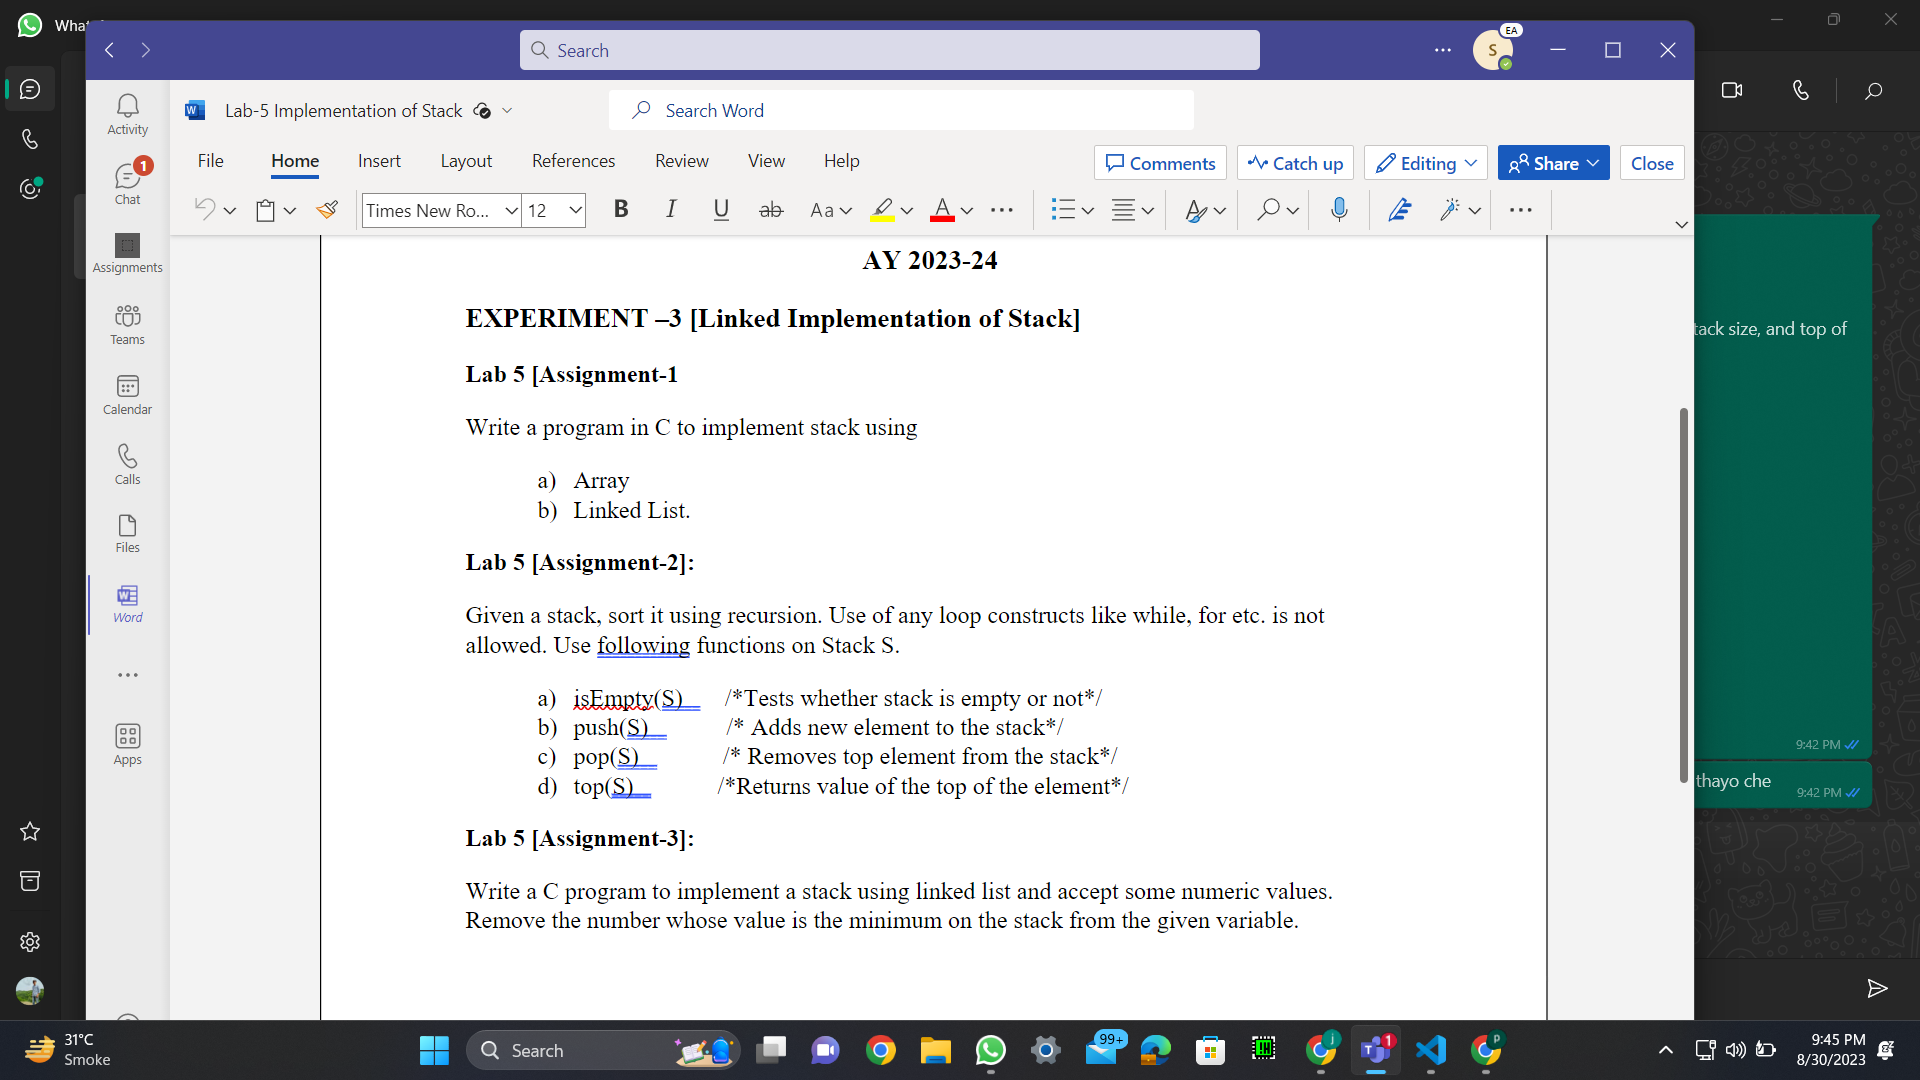 Search
EA
S
Activity
1
Chat
Assignments
Teams
Calendar
Calls
Files
Word
Apps
Lab-5 Implementation of Stack
Search Word
File Home Insert Layout References Review View Help
Comments Catch up Editing Share Close
Times New Ro... 12 B I U ab Aa A
AY 2023-24
EXPERIMENT –3 [Linked Implementation of Stack]
Lab 5 [Assignment-1
Write a program in C to implement stack using
a) Array
b) Linked List.
Lab 5 [Assignment-2]:
Given a stack, sort it using recursion. Use of any loop constructs like while, for etc. is not
allowed. Use following functions on Stack S.
a) isEmpty(S) /*Tests whether stack is empty or not*/
b) push(S) /* Adds new element to the stack*/
c) pop(S) /* Removes top element from the stack*/
d) top(S) /*Returns value of the top of the element*/
Lab 5 [Assignment-3]:
Write a C program to implement a stack using linked list and accept some numeric values.
Remove the number whose value is the minimum on the stack from the given variable.
size, and top of
9:42 PM
thayo che
9:42 PM
31°C
Smoke
Search
99+
j
1
P
9:45 PM
8/30/2023